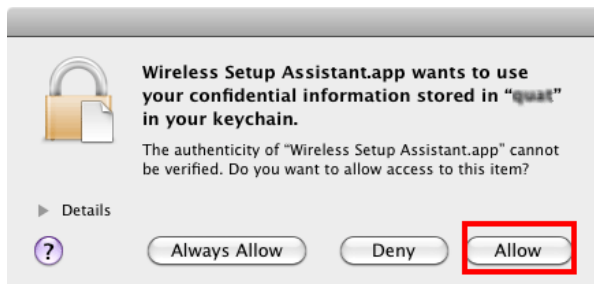 Wireless Setup Assistant.app wants to use
your confidential information stored in “ ”
in your keychain.
The authenticity of “Wireless Setup Assistant.app” cannot
be verified. Do you want to allow access to this item?
Details
? Always Allow Deny Allow